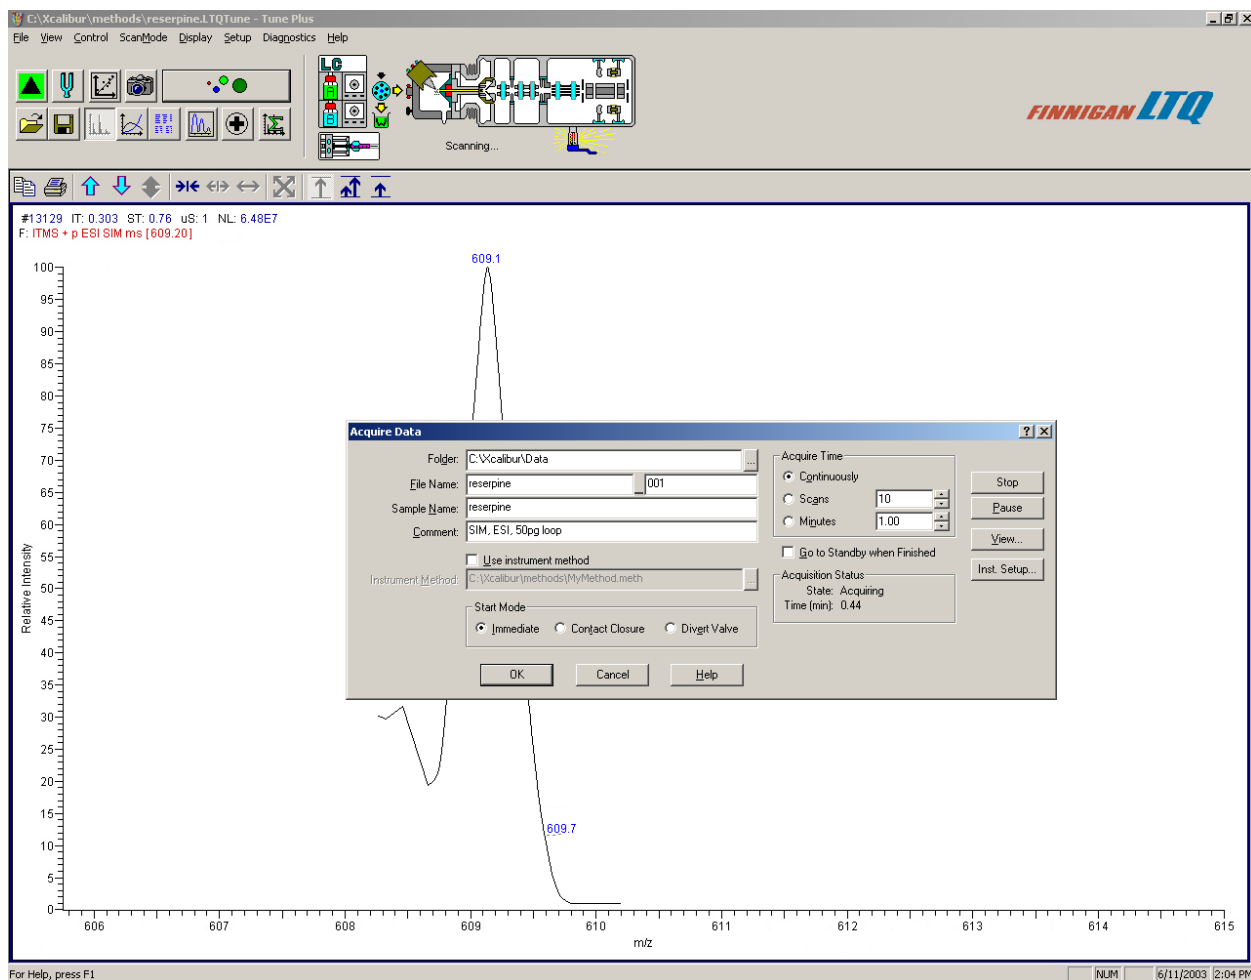 C:\Xcalibur\methods\reserpine.LTQTune - Tune Plus
File View Control ScanMode Display Setup Diagnostics Help
LC
A
B
Scanning...
FINNIGAN LTQ
#13129 IT: 0.303 ST: 0.76 uS: 1 NL: 6.48E7
F: ITMS + p ESI SIM ms [609.20]
609.1
100
95
90
85
80
75
70
65
60
55
50
45
40
35
30
25
20
15
10
5
0
Relative Intensity
Acquire Data
Folder: C:\Xcalibur\Data ...
File Name: reserpine _ 001
Sample Name: reserpine
Comment: SIM, ESI, 50pg loop
Use instrument method
Instrument Method: C:\Xcalibur\methods\MyMethod.meth ...
Start Mode
Immediate Contact Closure Divert Valve
OK Cancel Help
Acquire Time
Continuously
Scans 10
Minutes 1.00
Go to Standby when Finished
Acquisition Status
State: Acquiring
Time (min): 0.44
Stop
Pause
View...
Inst. Setup...
609.7
606 607 608 609 610 611 612 613 614 615
m/z
For Help, press F1
NUM 6/11/2003 2:04 PM